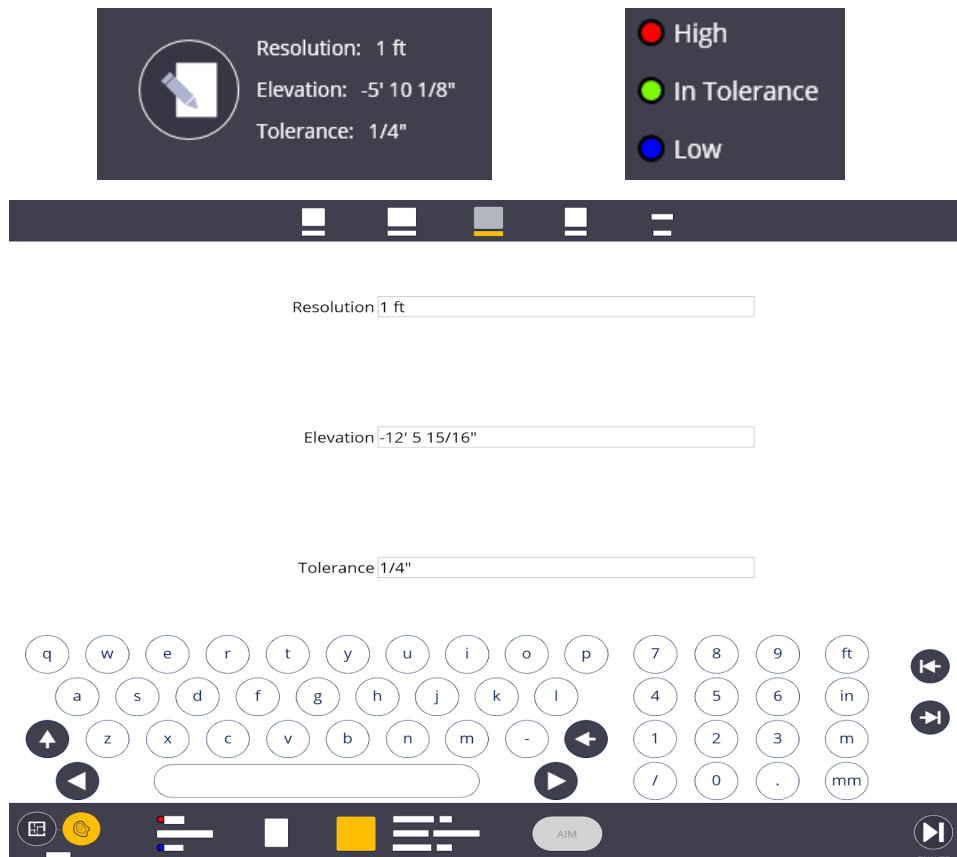 Resolution: 1 ft
Elevation: -5' 10 1/8"
Tolerance: 1/4"
High
In Tolerance
Low
Resolution 1 ft
Elevation -12' 5 15/16"
Tolerance 1/4"
q w e r t y u i o p 7 8 9 ft
a s d f g h j k l 4 5 6 in
z x c v b n m - 1 2 3 m
/ 0 . mm
AIM